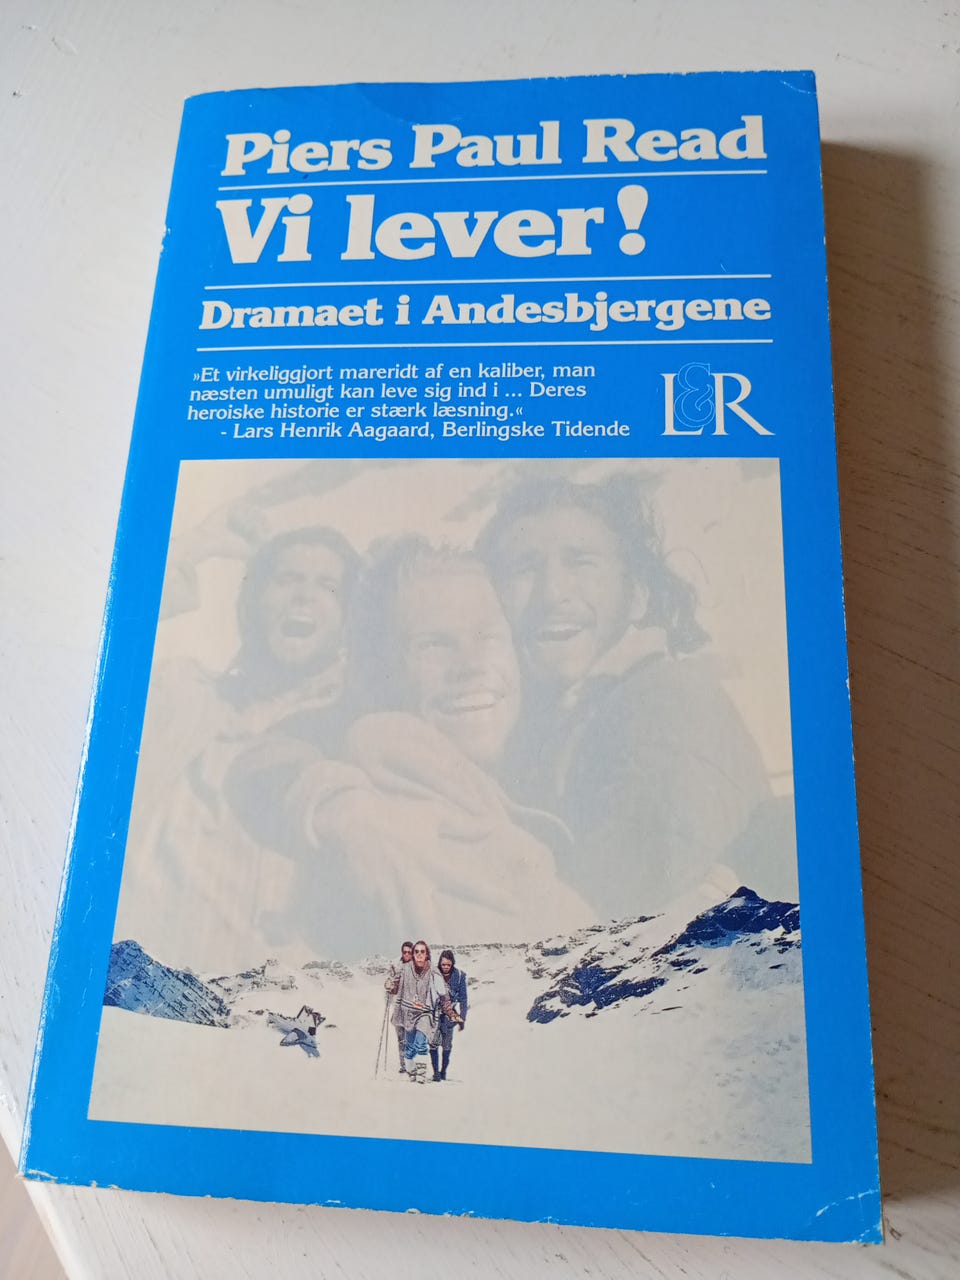 Piers Paul Read
Vi lever!
Dramaet i Andesbjergene
»Et virkeliggjort mareridt af en kaliber, man
næsten umuligt kan leve sig ind i ... Deres
heroiske historie er stærk læsning.«
- Lars Henrik Aagaard, Berlingske Tidende
L&R